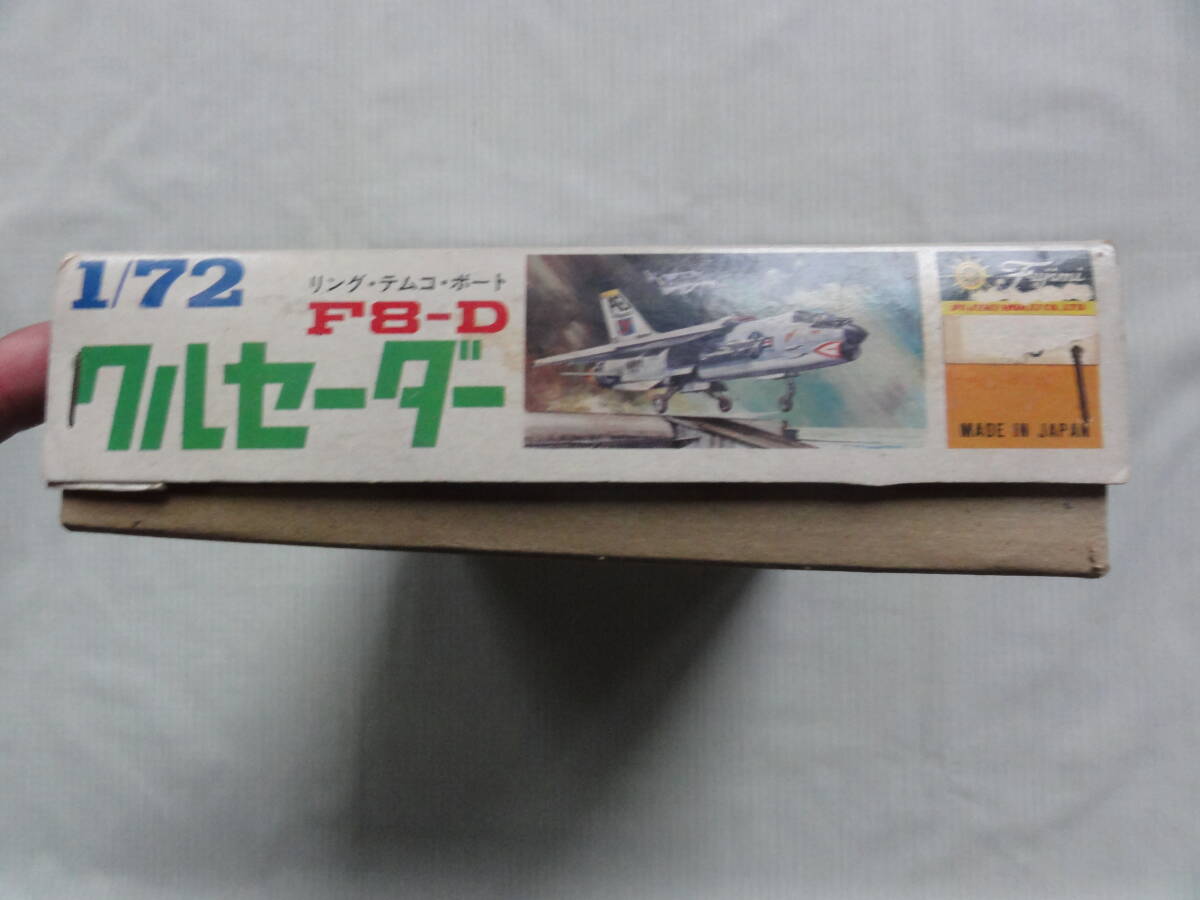 1/72
リング・テムコ・ボート
F8-D
クルセーダー
Fujimi
MADE IN JAPAN